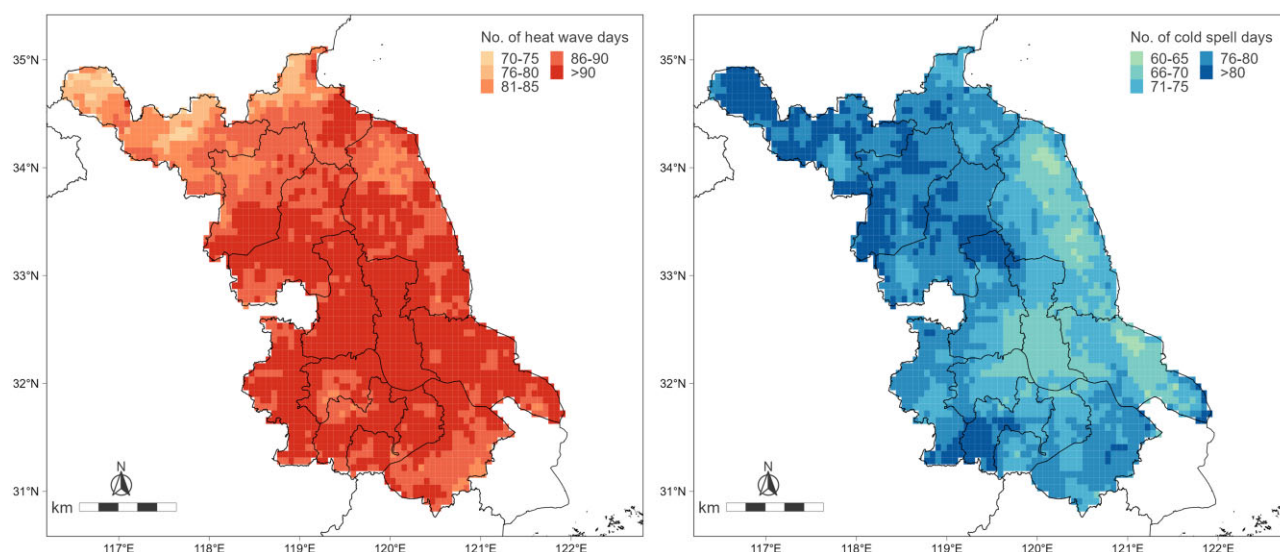 No. of heat wave days
70-75 86-90
76-80 >90
81-85
35°N
34°N
33°N
32°N
31°N
N
km
117°E 118°E 119°E 120°E 121°E 122°E
No. of cold spell days
60-65 76-80
66-70 >80
71-75
35°N
34°N
33°N
32°N
31°N
N
km
117°E 118°E 119°E 120°E 121°E 122°E